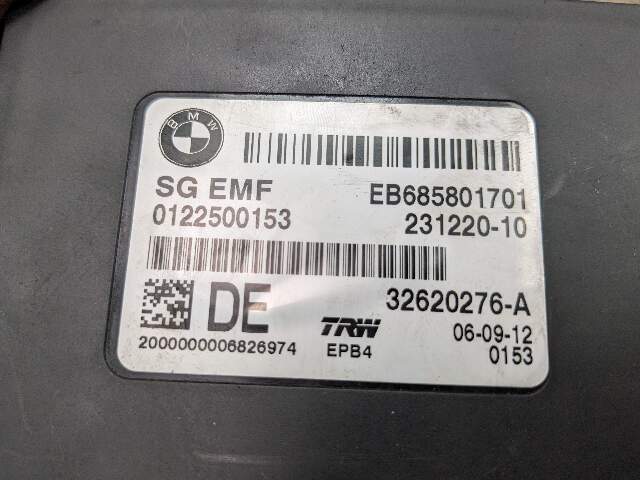 BMW
SG EMF EB685801701
0122500153 231220-10
DE 32620276-A
TRW 06-09-12
2000000006826974 EPB4 0153